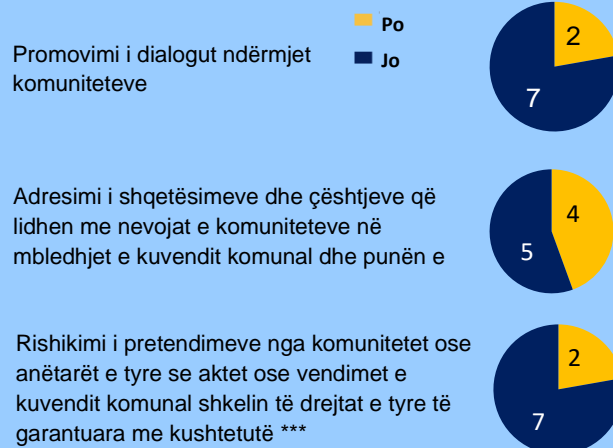 Po
Jo
Promovimi i dialogut ndërmjet
komuniteteve
2
7
Adresimi i shqetësimeve dhe çështjeve që
lidhen me nevojat e komuniteteve në
mbledhjet e kuvendit komunal dhe punën e
4
5
Rishikimi i pretendimeve nga komunitetet ose
anëtarët e tyre se aktet ose vendimet e
kuvendit komunal shkelin të drejtat e tyre të
garantuara me kushtetutë ***
2
7